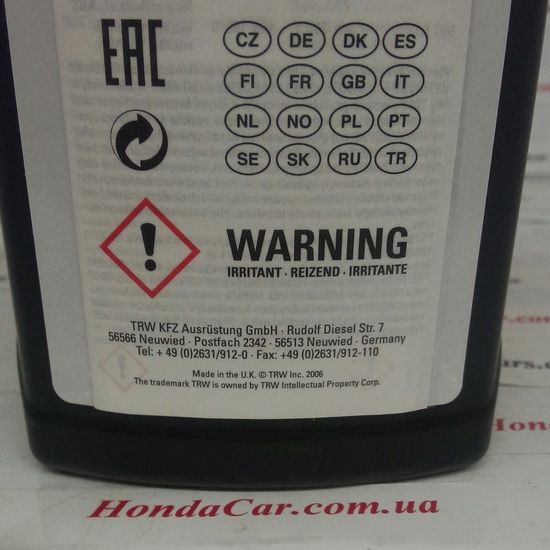 EAC
CZ DE DK ES
FI FR GB IT
NL NO PL PT
SE SK RU TR
WARNING
IRRITANT · REIZEND · IRRITANTE
TRW KFZ Ausrüstung GmbH · Rudolf Diesel Str. 7
56566 Neuwied · Postfach 2342 · 56513 Neuwied · Germany
Tel: + 49 (0)2631/912-0 · Fax: +49 (0)2631/912-110
Made in the U.K. © TRW Inc. 2006
The trademark TRW is owned by TRW Intellectual Property Corp.
HondaCar.com.ua